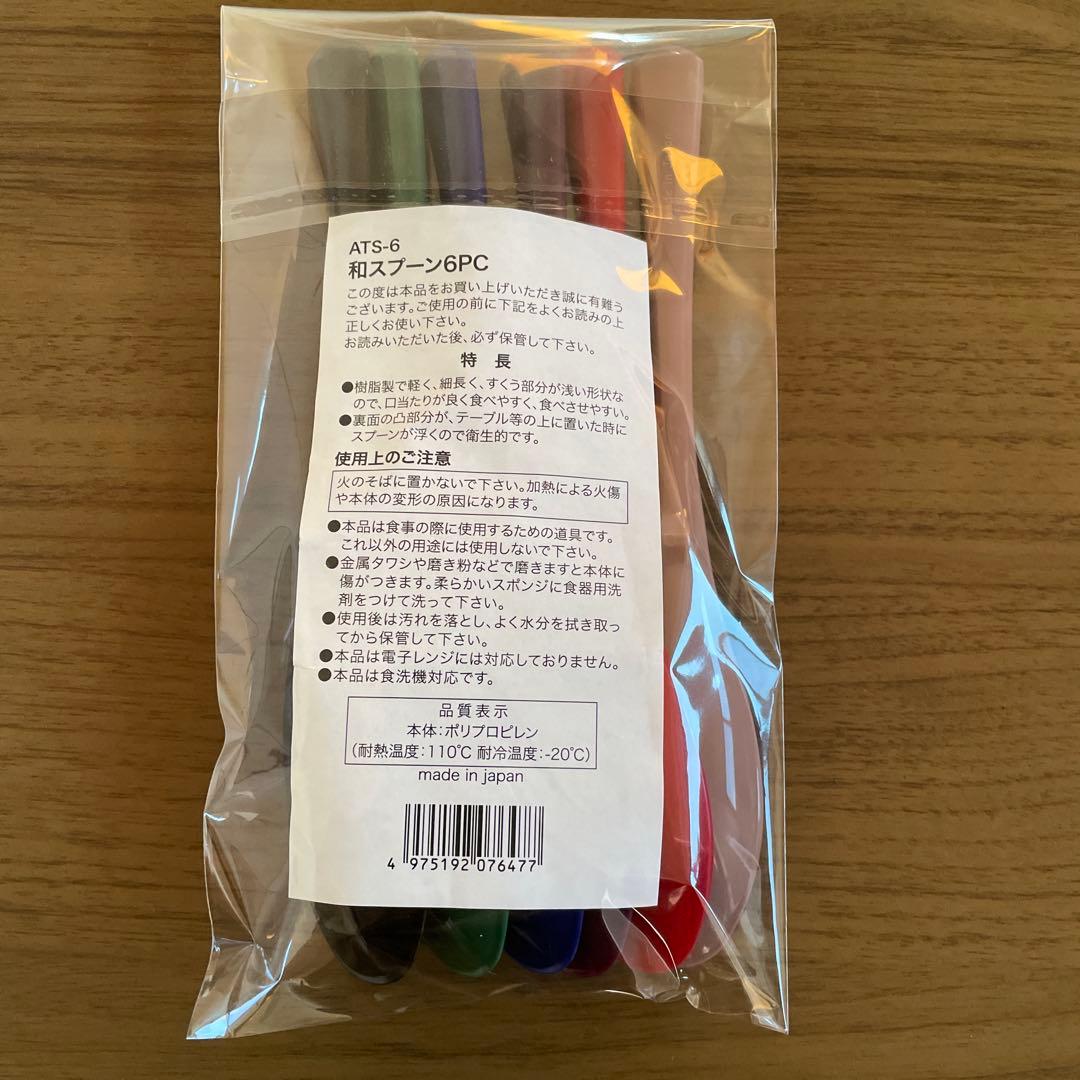 ATS-6
和スプーン6PC
この度は本品をお買い上げいただき誠に有難う
ございます。ご使用の前に下記をよくお読みの上
正しくお使い下さい。
お読みいただいた後、必ず保管して下さい。
特 長
●樹脂製で軽く、細長く、すくう部分が浅い形状な
ので、口当たりが良く食べやすく、食べさせやすい。
●裏面の凸部分が、テーブル等の上に置いた時に
スプーンが浮くので衛生的です。
使用上のご注意
火のそばに置かないで下さい。加熱による火傷
や本体の変形の原因になります。
●本品は食事の際に使用するための道具です。
これ以外の用途には使用しないで下さい。
●金属タワシや磨き粉などで磨きますと本体に
傷がつきます。柔らかいスポンジに食器用洗
剤をつけて洗って下さい。
●使用後は汚れを落とし、よく水分を拭き取っ
てから保管して下さい。
●本品は電子レンジには対応しておりません。
●本品は食洗機対応です。
品質表示
本体：ポリプロピレン
（耐熱温度：110℃ 耐冷温度：-20℃）
made in japan
4 975192 076477